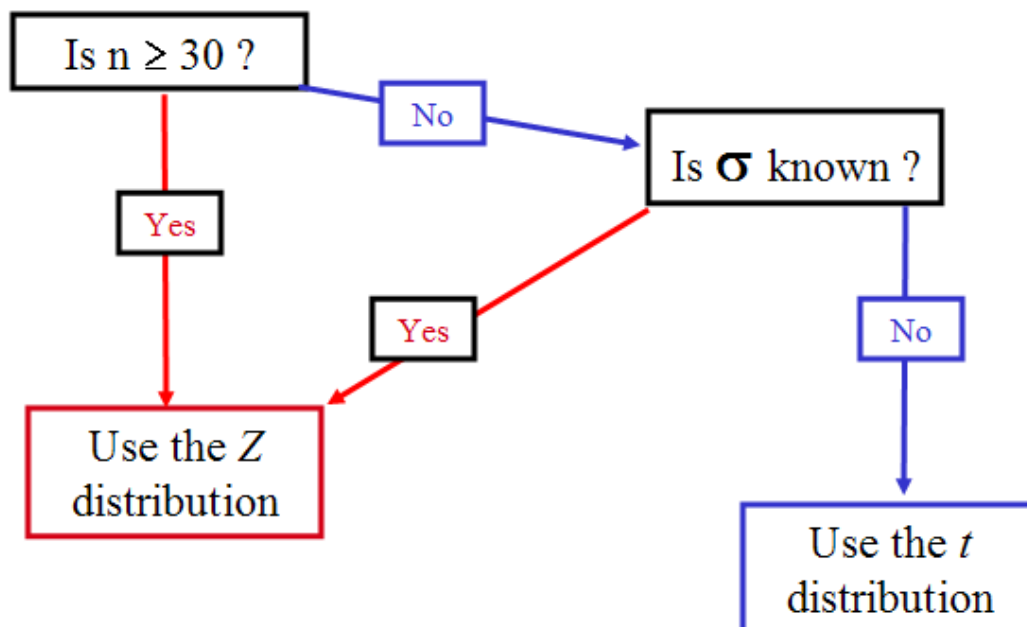 Is n ≥ 30 ?
No
Is σ known ?
Yes
Yes
No
Use the Z
distribution
Use the t
distribution